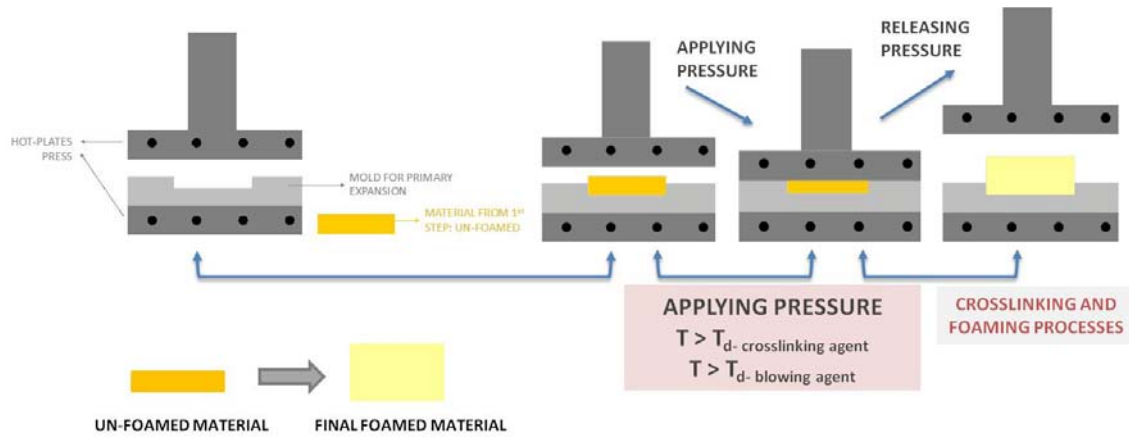 APPLYING
PRESSURE
RELEASING
PRESSURE
HOT-PLATES
PRESS
MOLD FOR PRIMARY
EXPANSION
MATERIAL FROM 1ST
STEP: UN-FOAMED
APPLYING PRESSURE
T > Td- crosslinking agent
T > Td- blowing agent
CROSSLINKING AND
FOAMING PROCESSES
UN-FOAMED MATERIAL
FINAL FOAMED MATERIAL